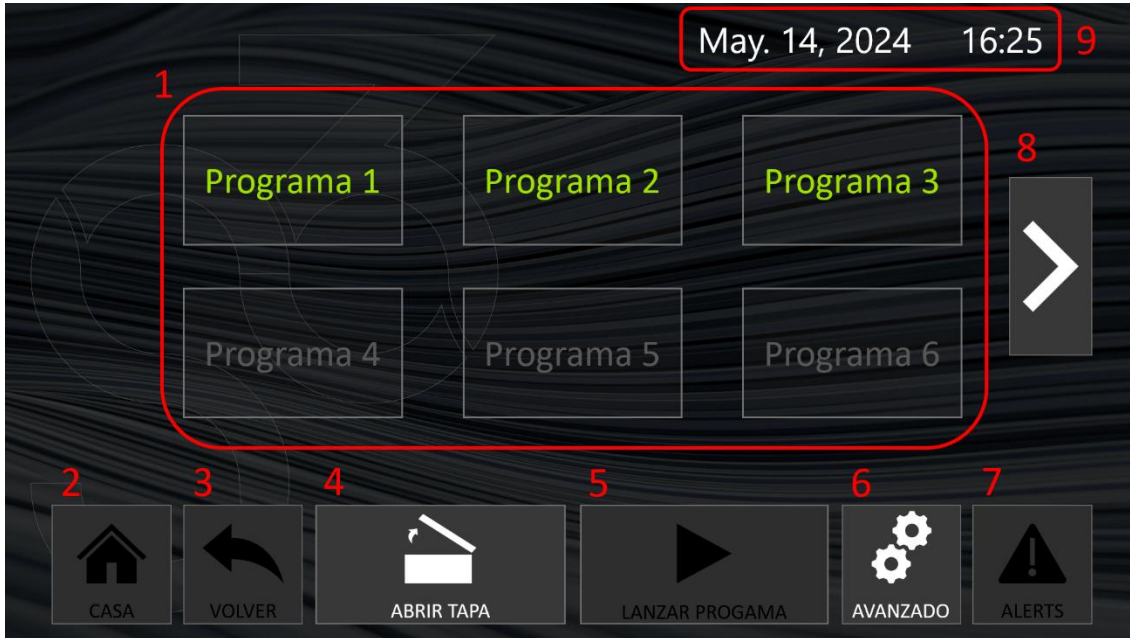 May. 14, 2024 16:25 9
1
8
Programa 1 Programa 2 Programa 3
Programa 4 Programa 5 Programa 6
2 3 4 5 6 7
CASA VOLVER ABRIR TAPA LANZAR PROGAMA AVANZADO ALERTS